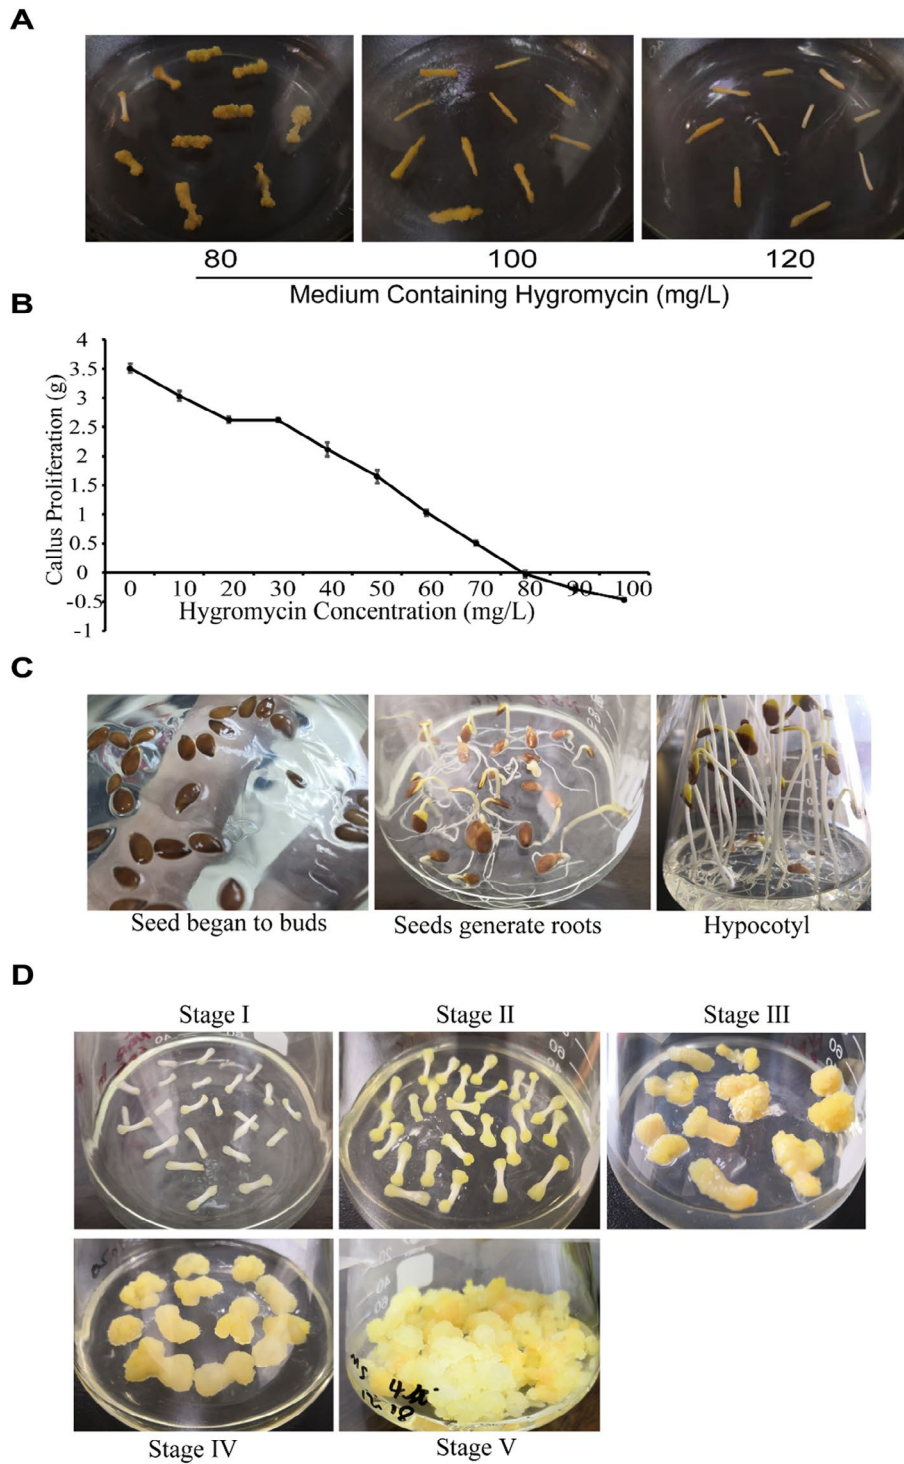 A
80 100 120
Medium Containing Hygromycin (mg/L)
B
Callus Proliferation (g)
4
3.5
3
2.5
2
1.5
1
0.5
0
-0.5
-1
0 10 20 30 40 50 60 70 80 90 100
Hygromycin Concentration (mg/L)
C
Seed began to buds
Seeds generate roots
Hypocotyl
D
Stage I
Stage II
Stage III
Stage IV
Stage V